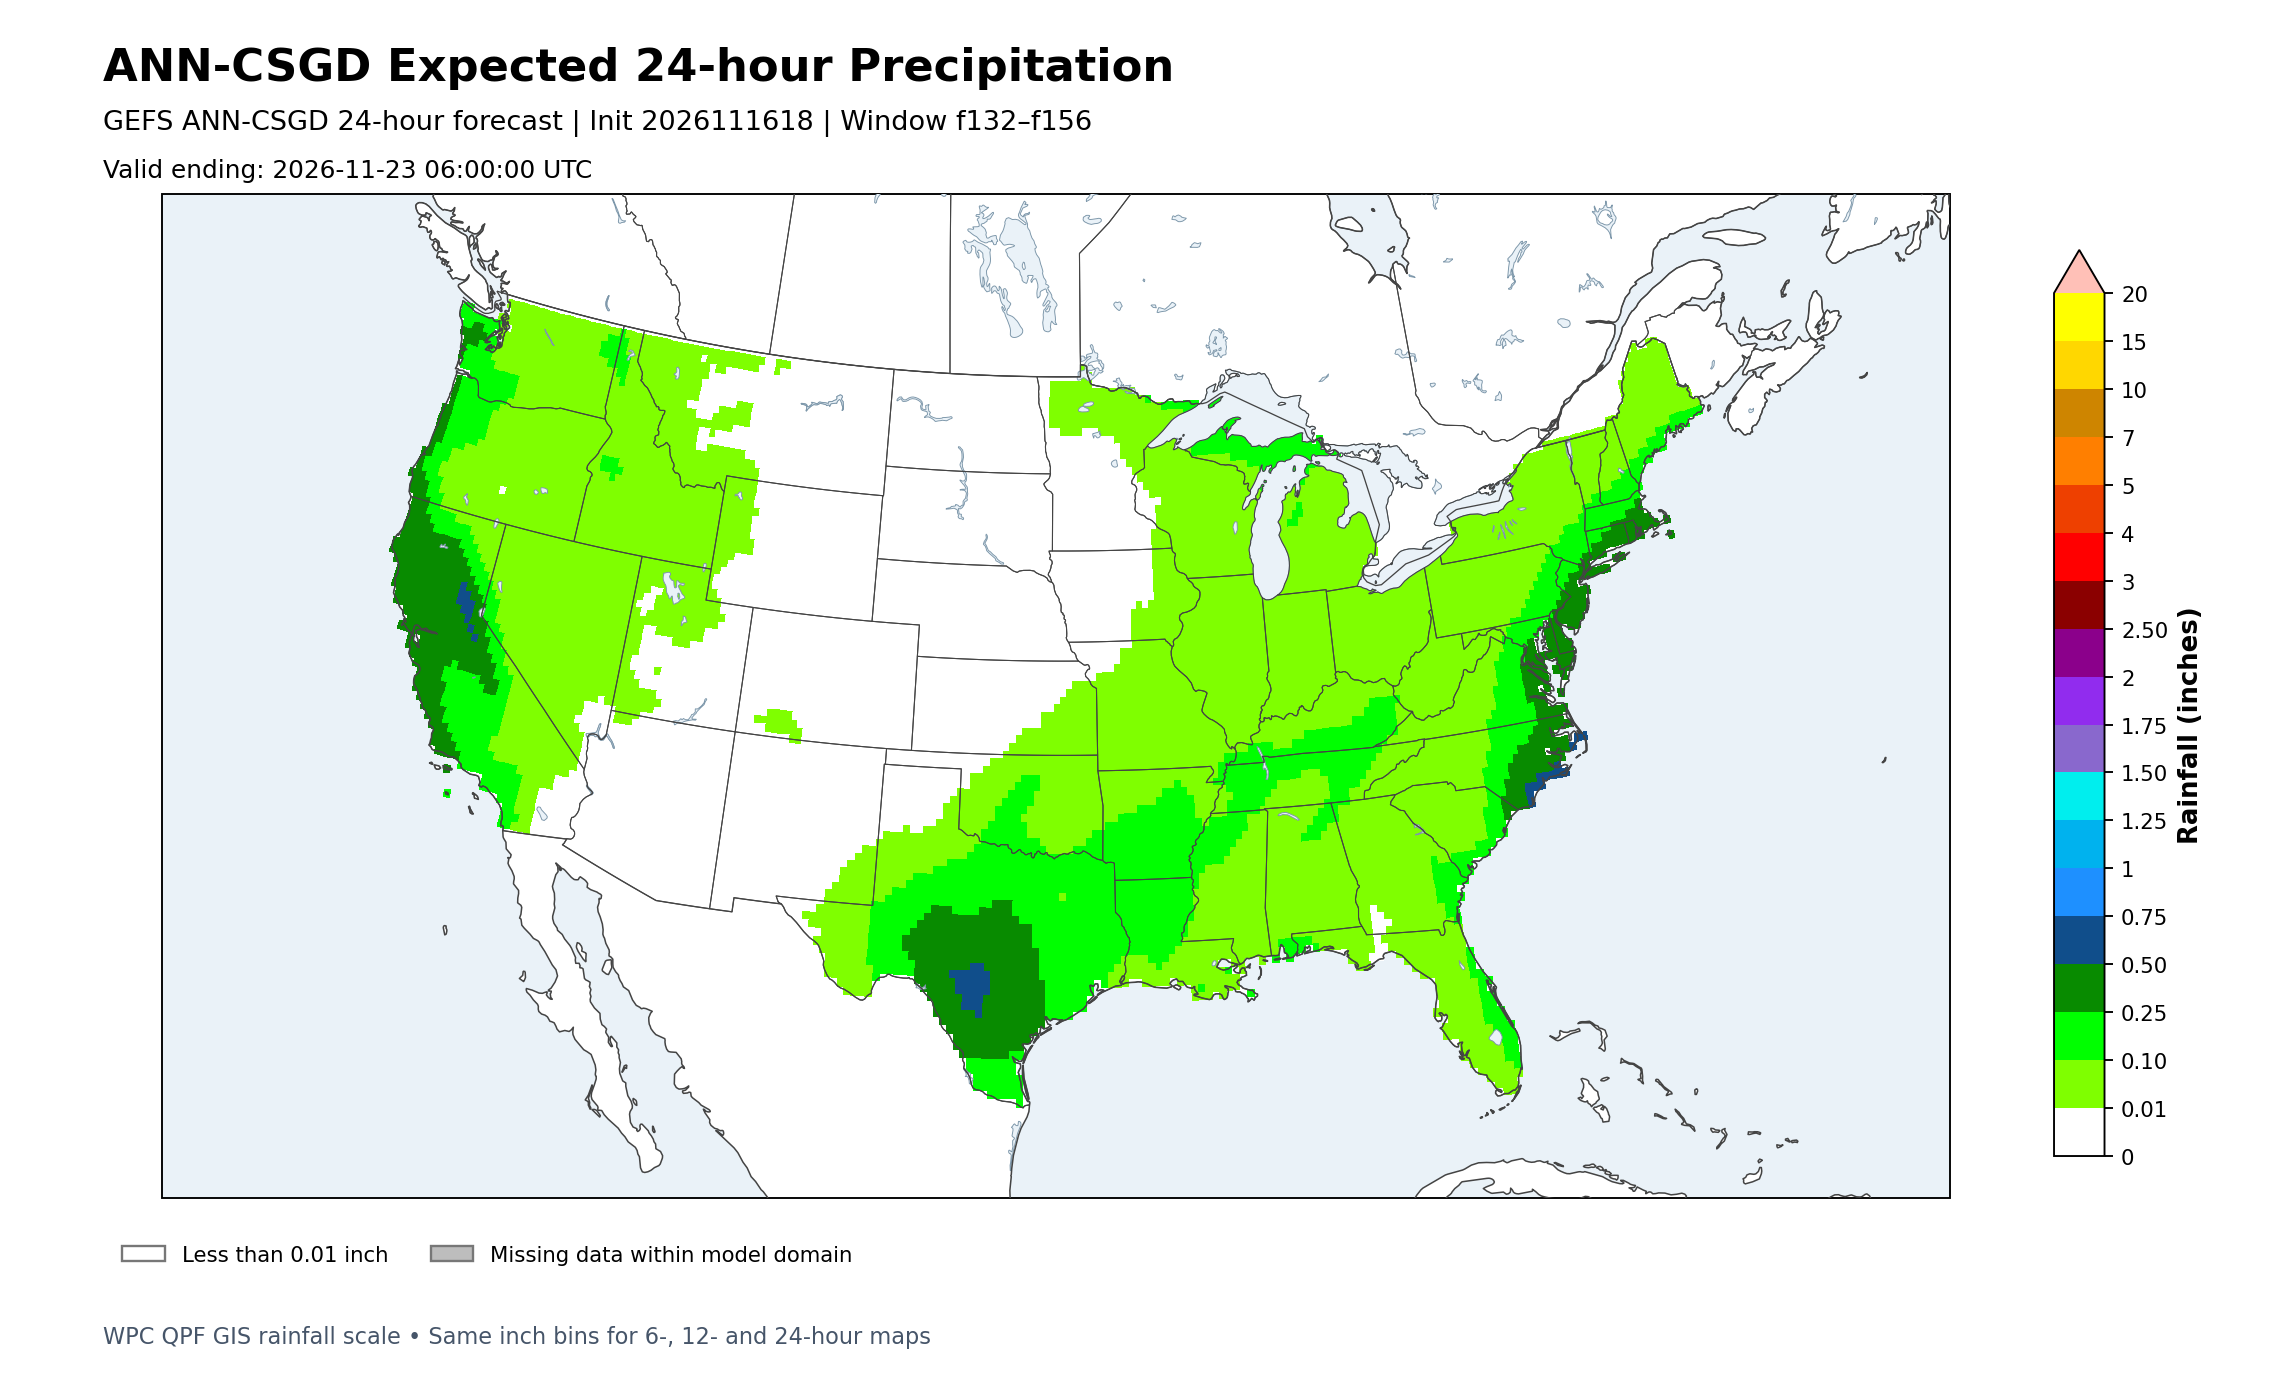 ANN-CSGD Expected 24-hour Precipitation
GEFS ANN-CSGD 24-hour forecast | Init 2026111618 | Window f132–f156
Valid ending: 2026-11-23 06:00:00 UTC
20
15
10
7
5
4
3
2.50
2
1.75
1.50
1.25
1
0.75
0.50
0.25
0.10
0.01
0
Rainfall (inches)
Less than 0.01 inch
Missing data within model domain
WPC QPF GIS rainfall scale • Same inch bins for 6-, 12- and 24-hour maps